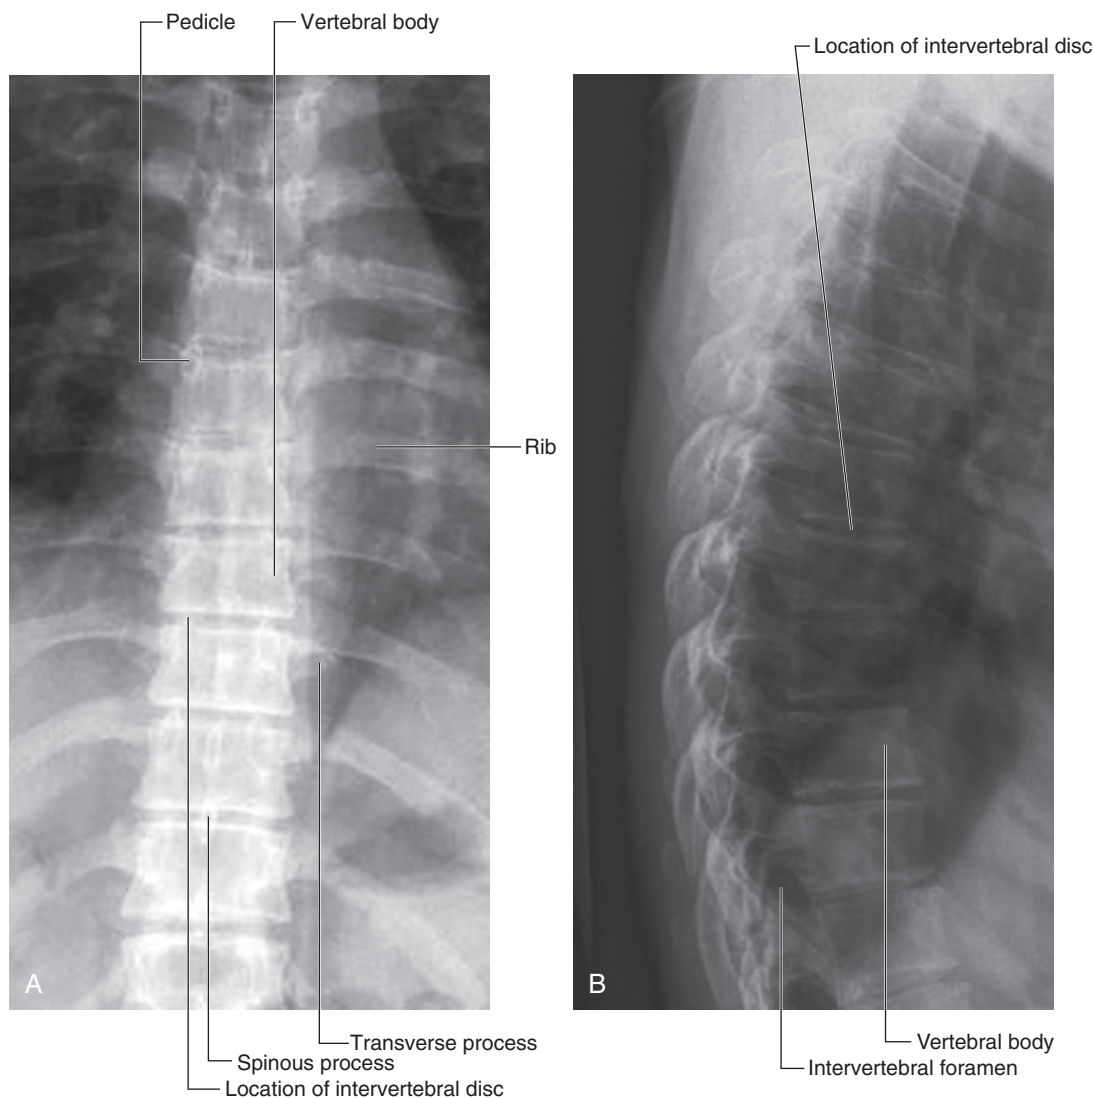 Pedicle
Vertebral body
Location of intervertebral disc
Rib
A
B
Transverse process
Spinous process
Location of intervertebral disc
Vertebral body
Intervertebral foramen